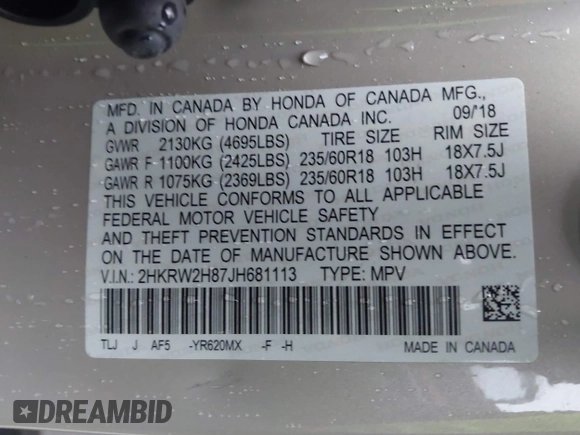 MFD. IN CANADA BY HONDA OF CANADA MFG.,
A DIVISION OF HONDA CANADA INC. 09/18
GVWR 2130KG (4695LBS) TIRE SIZE RIM SIZE
GAWR F 1100KG (2425LBS) 235/60R18 103H 18X7.5J
GAWR R 1075KG (2369LBS) 235/60R18 103H 18X7.5J
THIS VEHICLE CONFORMS TO ALL APPLICABLE
FEDERAL MOTOR VEHICLE SAFETY
AND THEFT PREVENTION STANDARDS IN EFFECT
ON THE DATE OF MANUFACTURE SHOWN ABOVE.
V.I.N.: 2HKRW2H87JH681113 TYPE: MPV
TLJ J AF5 -YR620MX -F -H MADE IN CANADA
DREAMBID